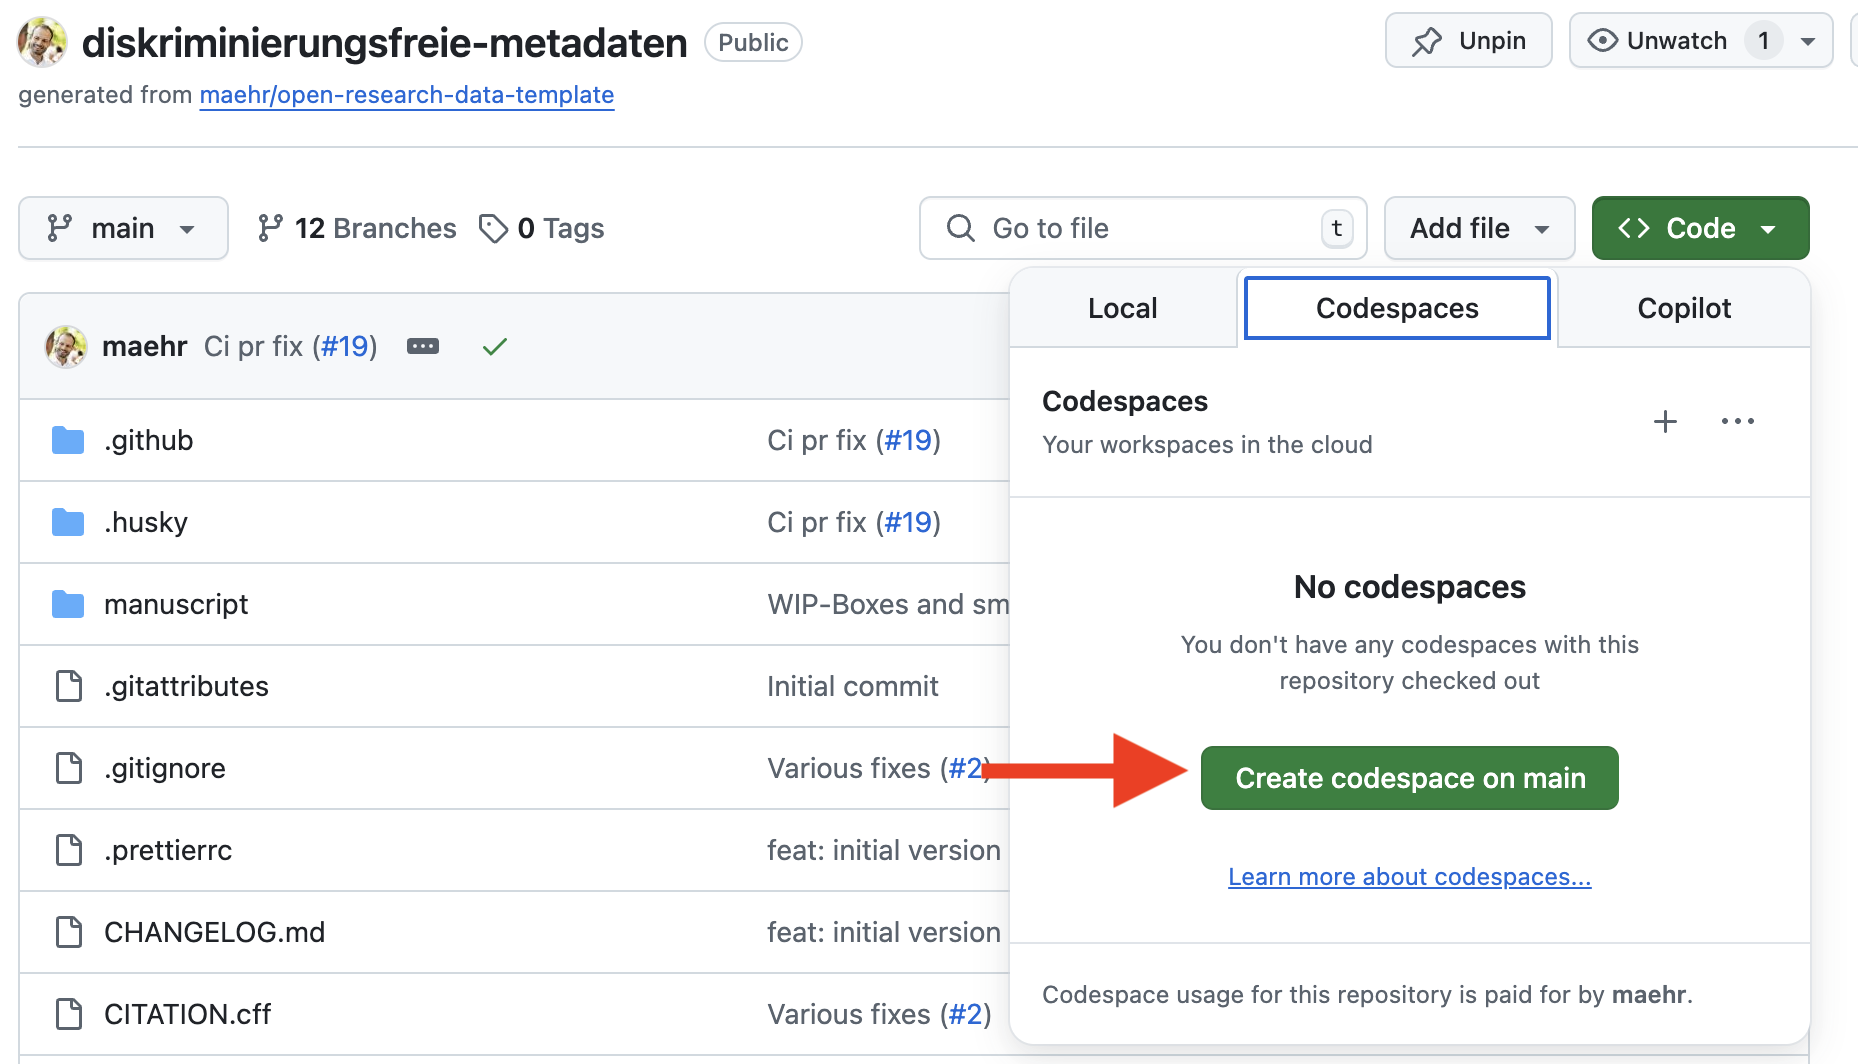 diskriminierungsfreie-metadaten Public
Unpin
Unwatch 1
generated from maehr/open-research-data-template
main
12 Branches
0 Tags
Go to file t
Add file
Code
maehr Ci pr fix (#19)
.github Ci pr fix (#19)
.husky Ci pr fix (#19)
manuscript WIP-Boxes and sm
.gitattributes Initial commit
.gitignore Various fixes (#2)
.prettierrc feat: initial version
CHANGELOG.md feat: initial version
CITATION.cff Various fixes (#2)
Local
Codespaces
Copilot
Codespaces
Your workspaces in the cloud
No codespaces
You don't have any codespaces with this
repository checked out
Create codespace on main
Learn more about codespaces...
Codespace usage for this repository is paid for by maehr.